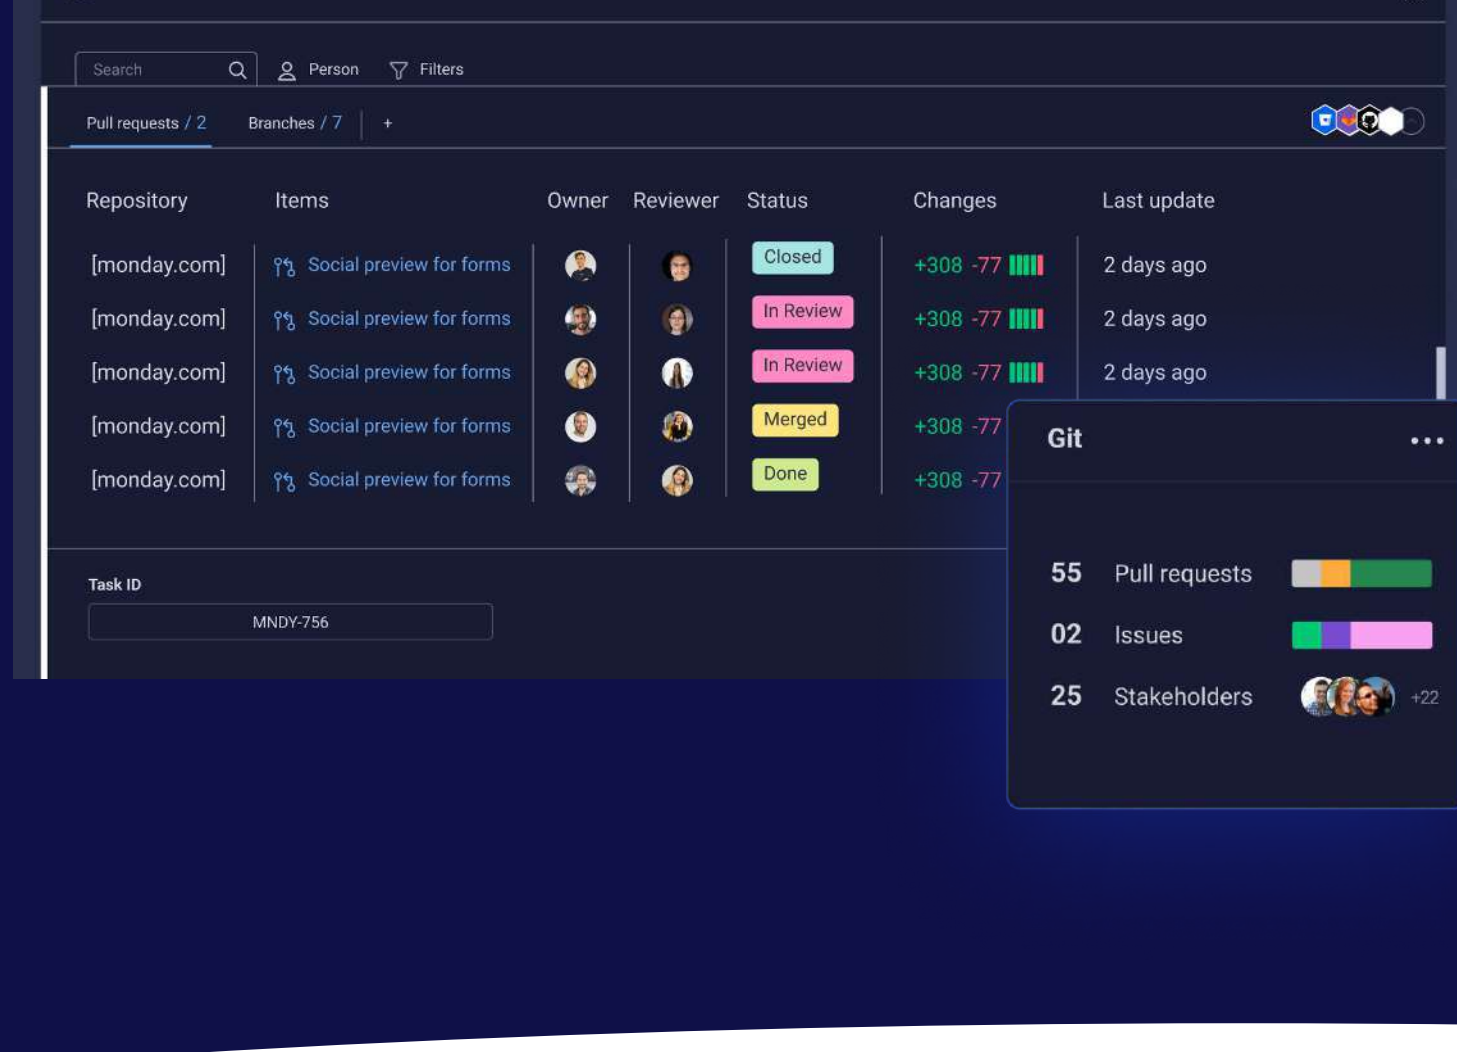 Search Person Filters
Pull requests / 2 Branches / 7 +
Repository Items Owner Reviewer Status Changes Last update
[monday.com] Social preview for forms Closed +308 -77 2 days ago
[monday.com] Social preview for forms In Review +308 -77 2 days ago
[monday.com] Social preview for forms In Review +308 -77 2 days ago
[monday.com] Social preview for forms Merged +308 -77
[monday.com] Social preview for forms Done +308 -77
Task ID
MNDY-756
Git
55 Pull requests
02 Issues
25 Stakeholders +22